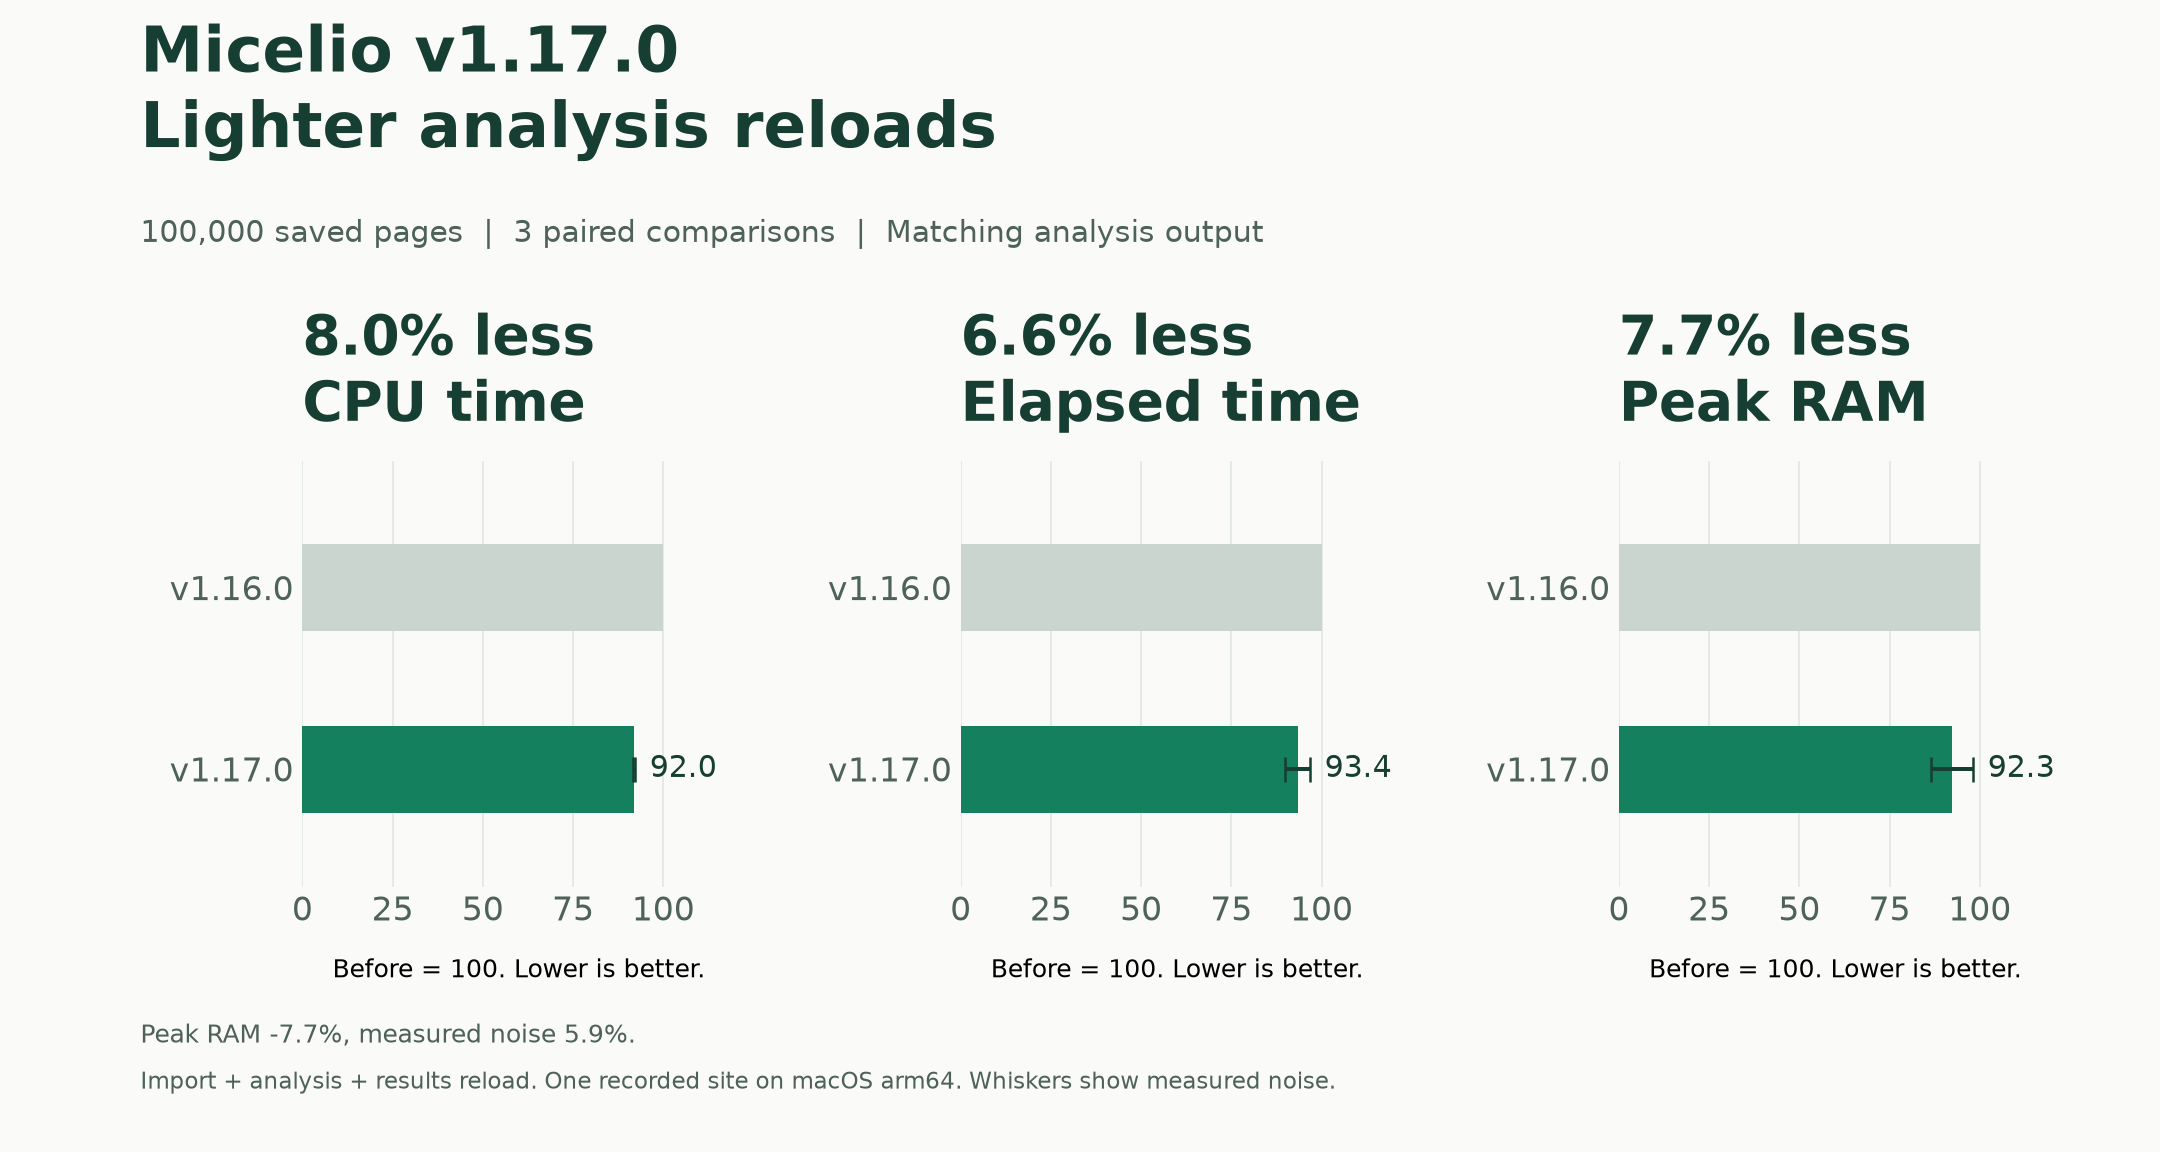 Micelio v1.17.0
Lighter analysis reloads
100,000 saved pages | 3 paired comparisons | Matching analysis output
8.0% less
CPU time
v1.16.0
v1.17.0
92.0
0 25 50 75 100
Before = 100. Lower is better.
6.6% less
Elapsed time
v1.16.0
v1.17.0
93.4
0 25 50 75 100
Before = 100. Lower is better.
7.7% less
Peak RAM
v1.16.0
v1.17.0
92.3
0 25 50 75 100
Before = 100. Lower is better.
Peak RAM -7.7%, measured noise 5.9%.
Import + analysis + results reload. One recorded site on macOS arm64. Whiskers show measured noise.